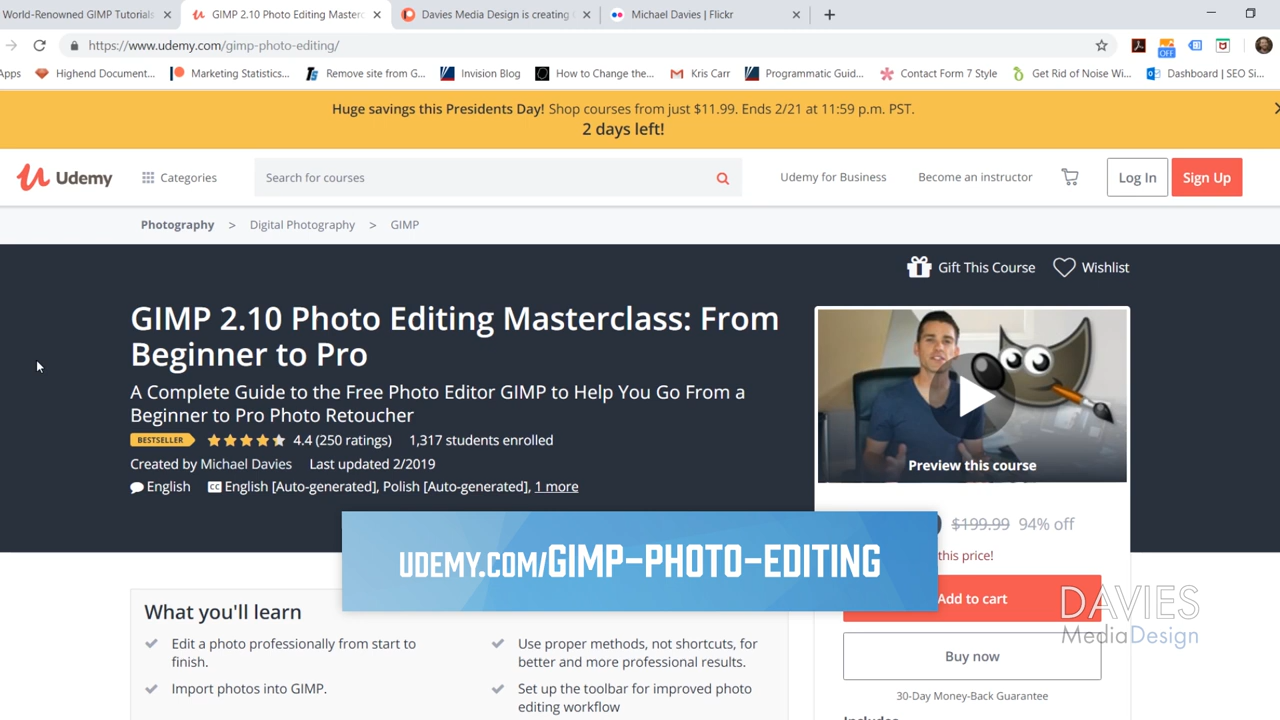 World-Renowned GIMP Tutorials
GIMP 2.10 Photo Editing Masterc
Davies Media Design is creating
Michael Davies | Flickr
https://www.udemy.com/gimp-photo-editing/
Apps
Highend Document...
Marketing Statistics...
Remove site from G...
Invision Blog
How to Change the...
Kris Carr
Programmatic Guid...
Contact Form 7 Style
Get Rid of Noise Wi...
Dashboard | SEO Si...
OFF
Huge savings this Presidents Day! Shop courses from just $11.99. Ends 2/21 at 11:59 p.m. PST.
2 days left!
Udemy
Categories
Search for courses
Udemy for Business
Become an instructor
Log In
Sign Up
Photography > Digital Photography > GIMP
Gift This Course
Wishlist
GIMP 2.10 Photo Editing Masterclass: From
Beginner to Pro
A Complete Guide to the Free Photo Editor GIMP to Help You Go From a
Beginner to Pro Photo Retoucher
BESTSELLER 4.4 (250 ratings) 1,317 students enrolled
Created by Michael Davies Last updated 2/2019
English CC English [Auto-generated], Polish [Auto-generated], 1 more
Preview this course
$199.99 94% off
this price!
UDEMY.COM/GIMP-PHOTO-EDITING
Add to cart
DAVIES
MediaDesign
Buy now
30-Day Money-Back Guarantee
What you'll learn
Edit a photo professionally from start to
finish.
Import photos into GIMP.
Use proper methods, not shortcuts, for
better and more professional results.
Set up the toolbar for improved photo
editing workflow